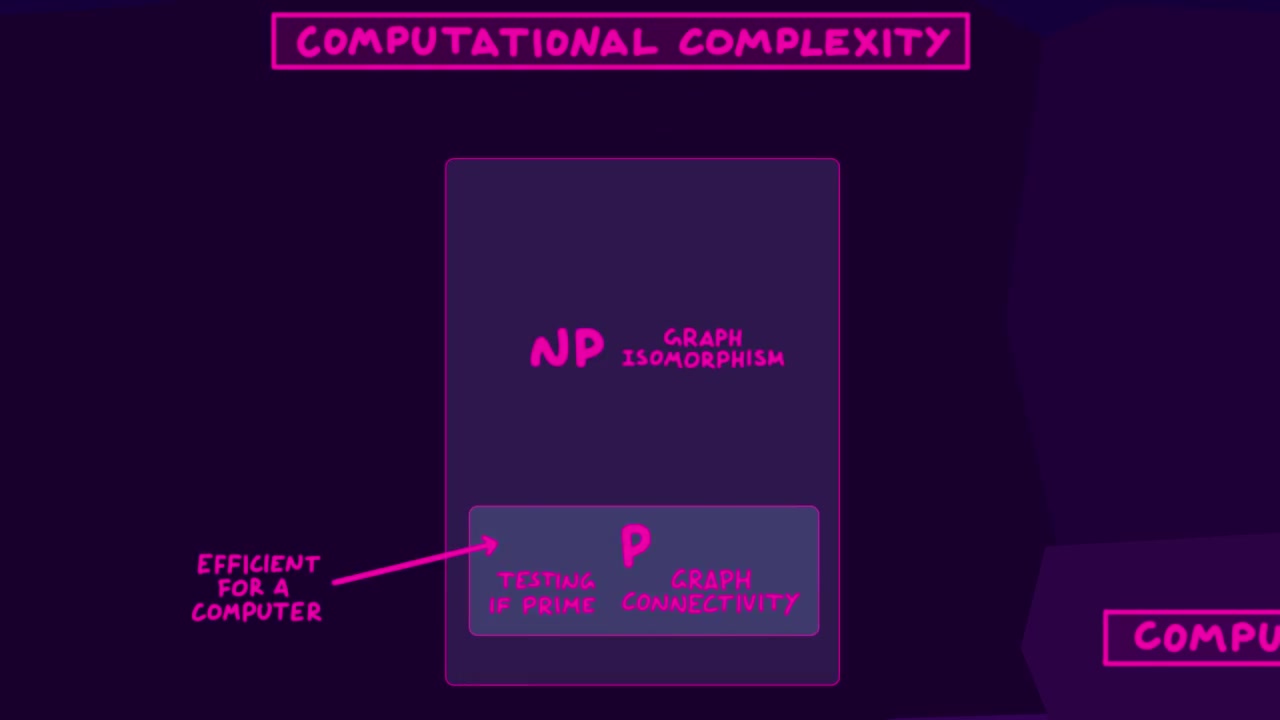 COMPUTATIONAL COMPLEXITY
NP
GRAPH
ISOMORPHISM
P
TESTING
IF PRIME
GRAPH
CONNECTIVITY
EFFICIENT
FOR A
COMPUTER
COMPU